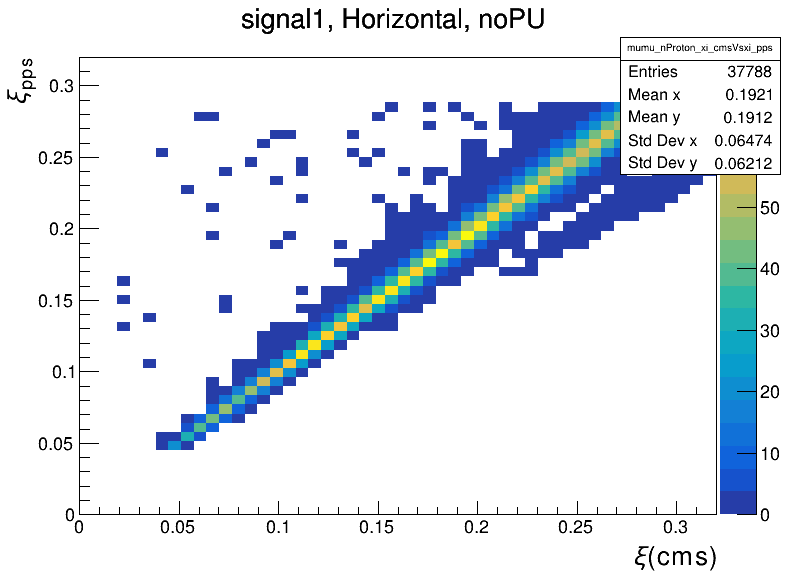 signal1, Horizontal, noPU
mumu_nProton_xi_cmsVsxi_pps
Entries 37788
Mean x 0.1921
Mean y 0.1912
Std Dev x 0.06474
Std Dev y 0.06212
ξpps
0.3
0.25
0.2
0.15
0.1
0.05
0
0 0.05 0.1 0.15 0.2 0.25 0.3
ξ(cms)
50
40
30
20
10
0